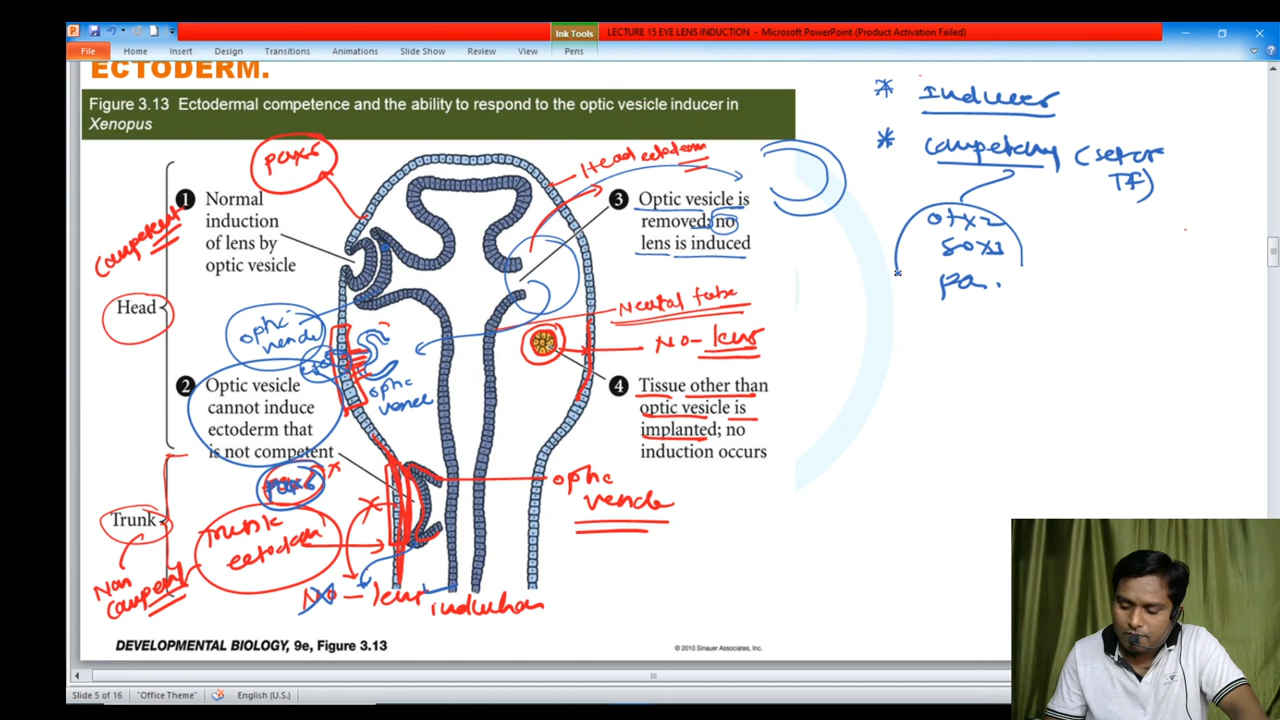 LECTURE 15 EYE LENS INDUCTION - Microsoft PowerPoint (Product Activation Failed)
Ink Tools
File Home Insert Design Transitions Animations Slide Show Review View Pens
ECTODERM.
Figure 3.13 Ectodermal competence and the ability to respond to the optic vesicle inducer in
Xenopus
* Inducer
* competency (set of
TF)
otx2
sox3
pa.
pax6
Head ectoderm
1 Normal
induction
of lens by
optic vesicle
competent
Head
3 Optic vesicle is
removed; no
lens is induced
Neural tube
No - lens
optic
vesicle
optic
vesicle
2 Optic vesicle
cannot induce
ectoderm that
is not competent
4 Tissue other than
optic vesicle is
implanted; no
induction occurs
pax6
optic
vesicle
Trunk
Trunk
ectoderm
Non
competent
No - lens induction
DEVELOPMENTAL BIOLOGY, 9e, Figure 3.13
© 2010 Sinauer Associates, Inc.
Slide 5 of 16 "Office Theme" English (U.S.)